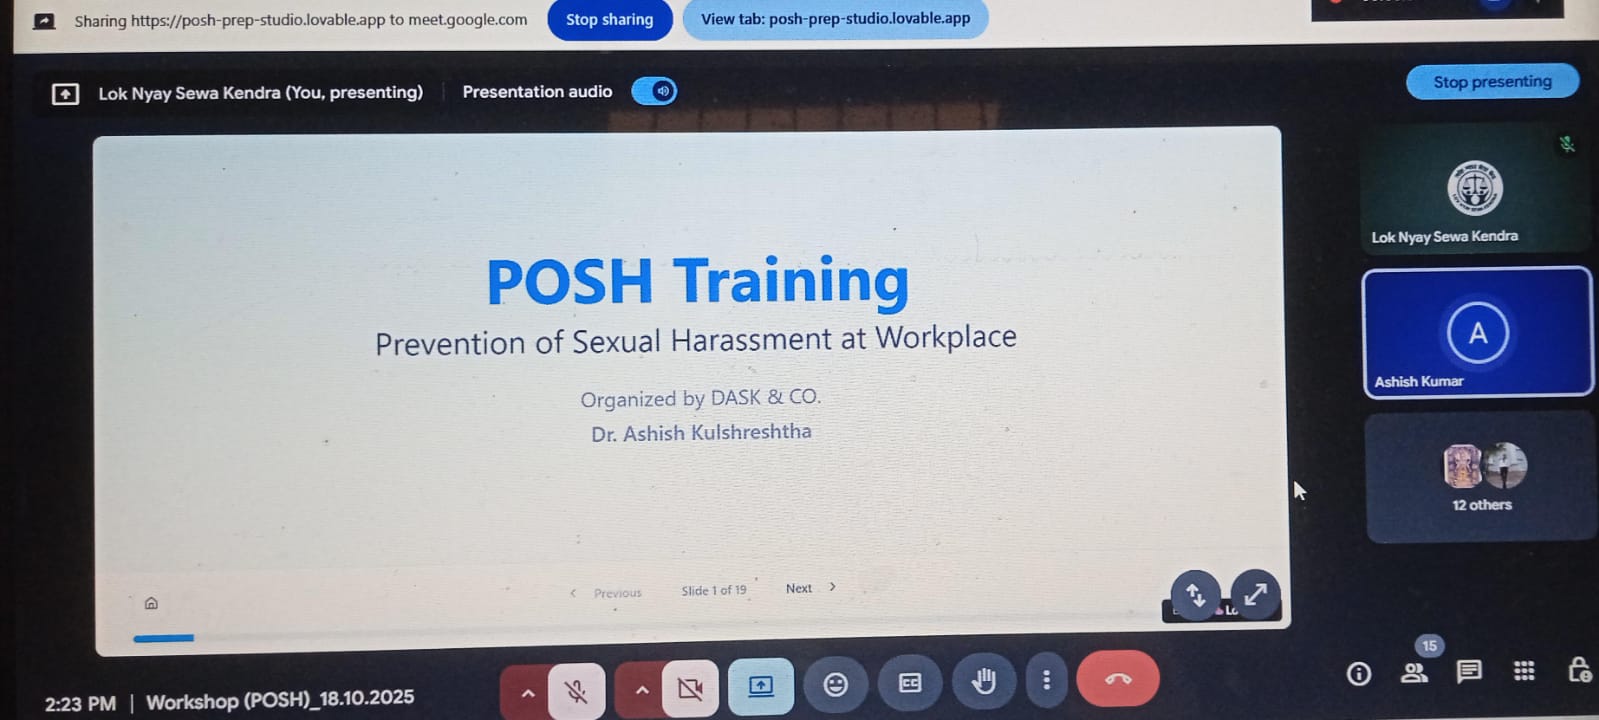 Sharing https://posh-prep-studio.lovable.app to meet.google.com
Stop sharing
View tab: posh-prep-studio.lovable.app
Lok Nyay Sewa Kendra (You, presenting)
Presentation audio
Stop presenting
POSH Training
Prevention of Sexual Harassment at Workplace
Organized by DASK & CO.
Dr. Ashish Kulshreshtha
Previous
Slide 1 of 19
Next
Lok Nyay Sewa Kendra
A
Ashish Kumar
12 others
15
CC
2:23 PM | Workshop (POSH)_18.10.2025